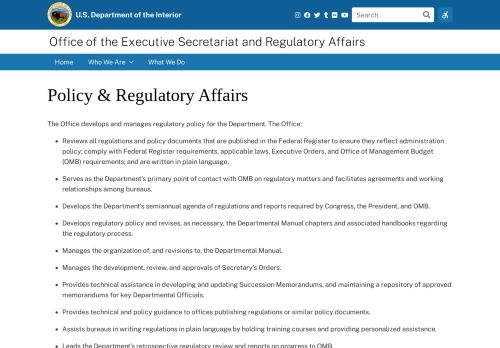 U.S. Department of the Interior
Search
Office of the Executive Secretariat and Regulatory Affairs
Home Who We Are What We Do
Policy & Regulatory Affairs
The Office develops and manages regulatory policy for the Department. The Office:
Reviews all regulations and policy documents that are published in the Federal Register to ensure they reflect administration
policy; comply with Federal Register requirements, applicable laws, Executive Orders, and Office of Management Budget
(OMB) requirements; and are written in plain language.
Serves as the Department's primary point of contact with OMB on regulatory matters and facilitates agreements and working
relationships among bureaus.
Develops the Department's semiannual agenda of regulations and reports required by Congress, the President, and OMB.
Develops regulatory policy and revises, as necessary, the Departmental Manual chapters and associated handbooks regarding
the regulatory process.
Manages the organization of, and revisions to, the Departmental Manual.
Manages the development, review, and approvals of Secretary's Orders.
Provides technical assistance in developing and updating Succession Memorandums, and maintaining a repository of approved
memorandums for key Departmental Officials.
Provides technical and policy guidance to offices publishing regulations or similar policy documents.
Assists bureaus in writing regulations in plain language by holding training courses and providing personalized assistance.
Leads the Department's retrospective regulatory review and reports on progress to OMB.